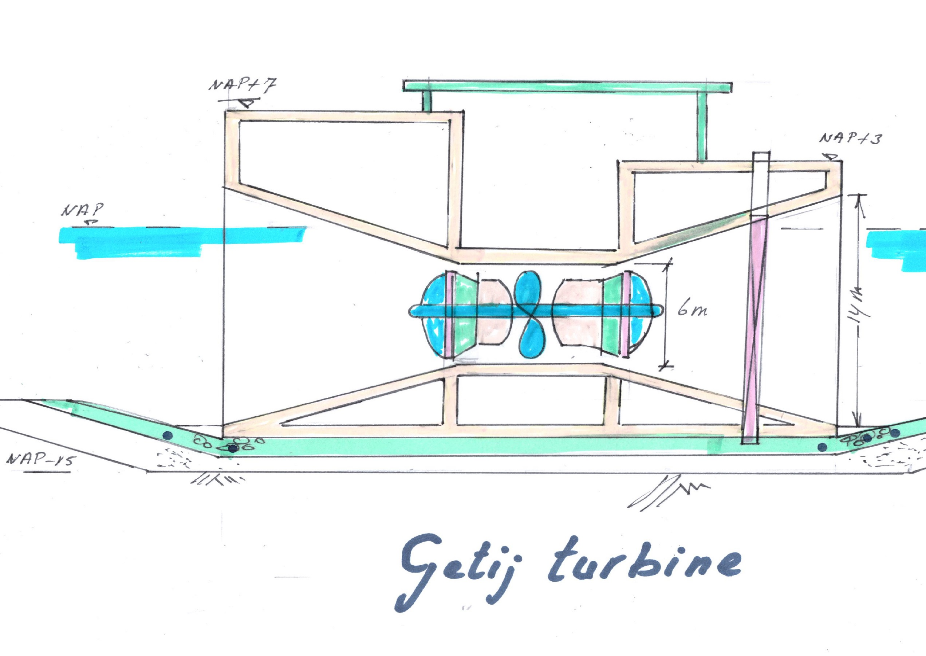 NAP+7
NAP+3
NAP
6m
14m
NAP-15
Getij turbine